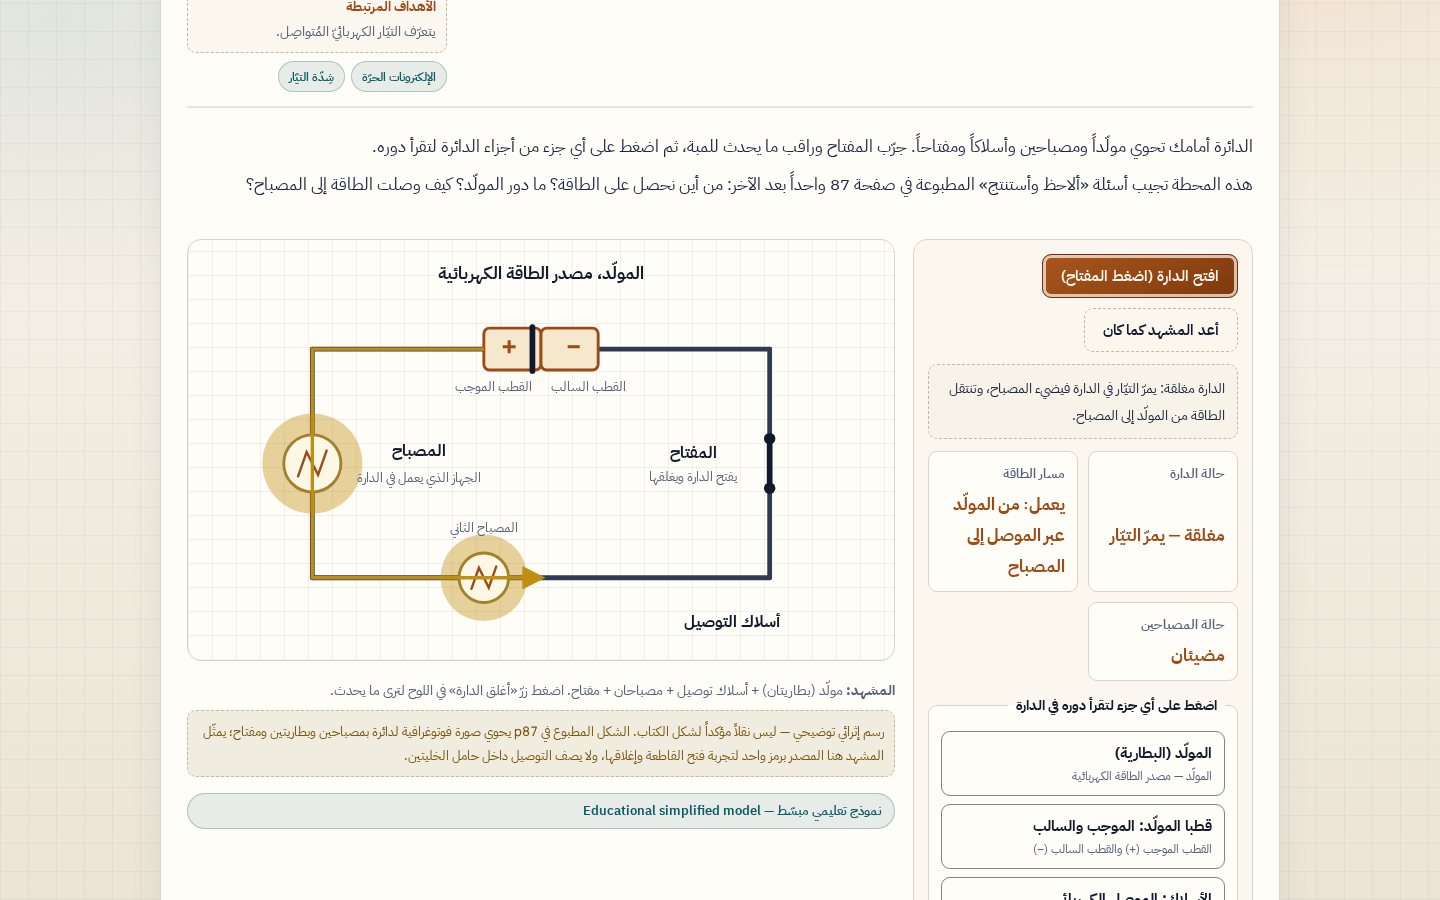 الأهداف المرتبطة
يتعرّف التيّار الكهربائيّ المُتواصِل.
الإلكترونات الحرّة
شِدّة التيّار
الدائرة أمامك تحوي مولّداً ومصباحين وأسلاكاً ومفتاحاً. جرّب المفتاح وراقب ما يحدث للمبة، ثم اضغط على أي جزء من أجزاء الدائرة لتقرأ دوره.
هذه المحطة تجيب أسئلة «ألاحظ وأستنتج» المطبوعة في صفحة 87 واحداً بعد الآخر: من أين نحصل على الطاقة؟ ما دور المولّد؟ كيف وصلت الطاقة إلى المصباح؟
افتح الدارة (اضغط المفتاح)
أعد المشهد كما كان
الدارة مغلقة: يمرّ التيّار في الدارة فيضيء المصباح، وتنتقل
الطاقة من المولّد إلى المصباح.
حالة الدارة
مغلقة — يمرّ التيّار
مسار الطاقة
يعمل: من المولّد
عبر الموصل إلى
المصباح
حالة المصباحين
مضيئان
اضغط على أي جزء لتقرأ دوره في الدارة
المولّد (البطارية)
المولّد — مصدر الطاقة الكهربائية
قطبا المولّد: الموجب والسالب
القطب الموجب (+) والقطب السالب (−)
الأسلاك: الموصل الكهربائي
المولّد، مصدر الطاقة الكهربائية
+
−
القطب الموجب
القطب السالب
المصباح
الجهاز الذي يعمل في الدارة
المفتاح
يفتح الدارة ويغلقها
المصباح الثاني
أسلاك التوصيل
المشهد: مولّد (بطاريتان) + أسلاك توصيل + مصباحان + مفتاح. اضغط زرّ «أغلق الدارة» في اللوح لترى ما يحدث.
رسم إثرائي توضيحي — ليس نقلاً مؤكداً لشكل الكتاب. الشكل المطبوع في p87 يحوي صورة فوتوغرافية لدائرة بمصباحين وبطاريتين ومفتاح؛ يمثّل
المشهد هنا المصدر برمز واحد لتجربة فتح القاطعة وإغلاقها، ولا يصف التوصيل داخل حامل الخليتين.
نموذج تعليمي مبسّط — Educational simplified model